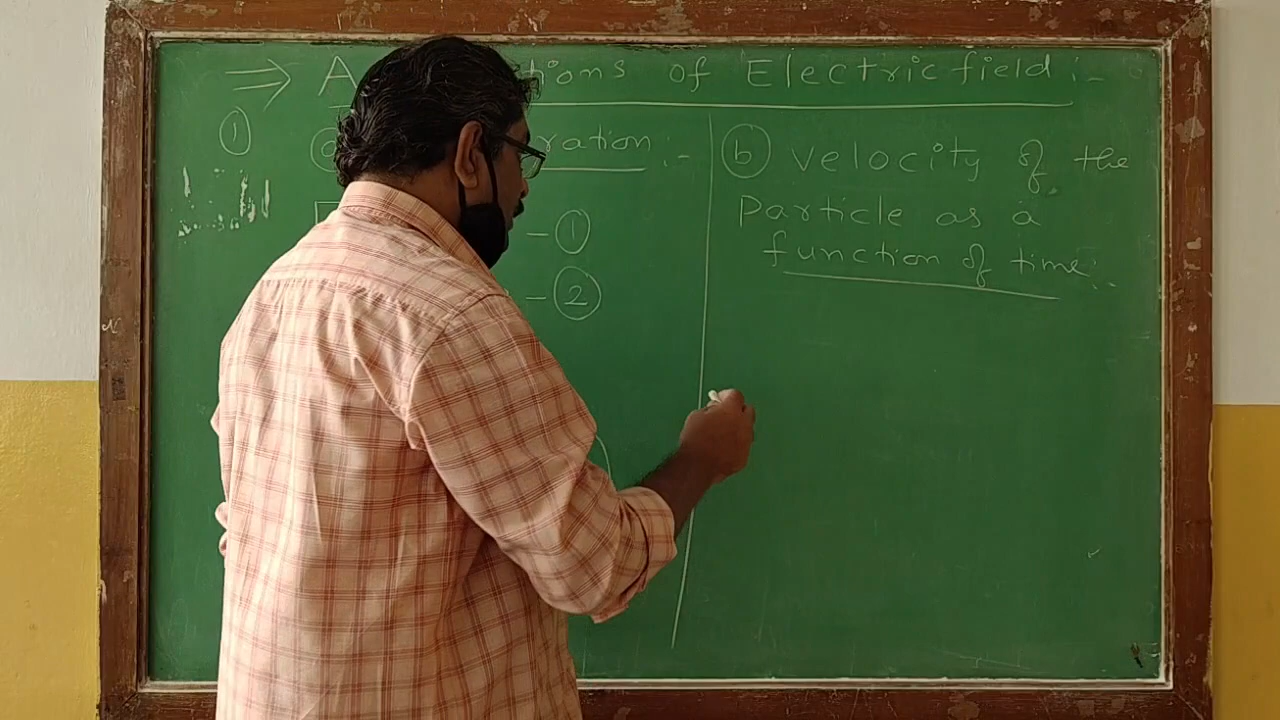 ⇒ A tions of Electric field :-
① ⓐ ration :-
- ①
- ②
ⓑ Velocity of the
Particle as a
function of time :-